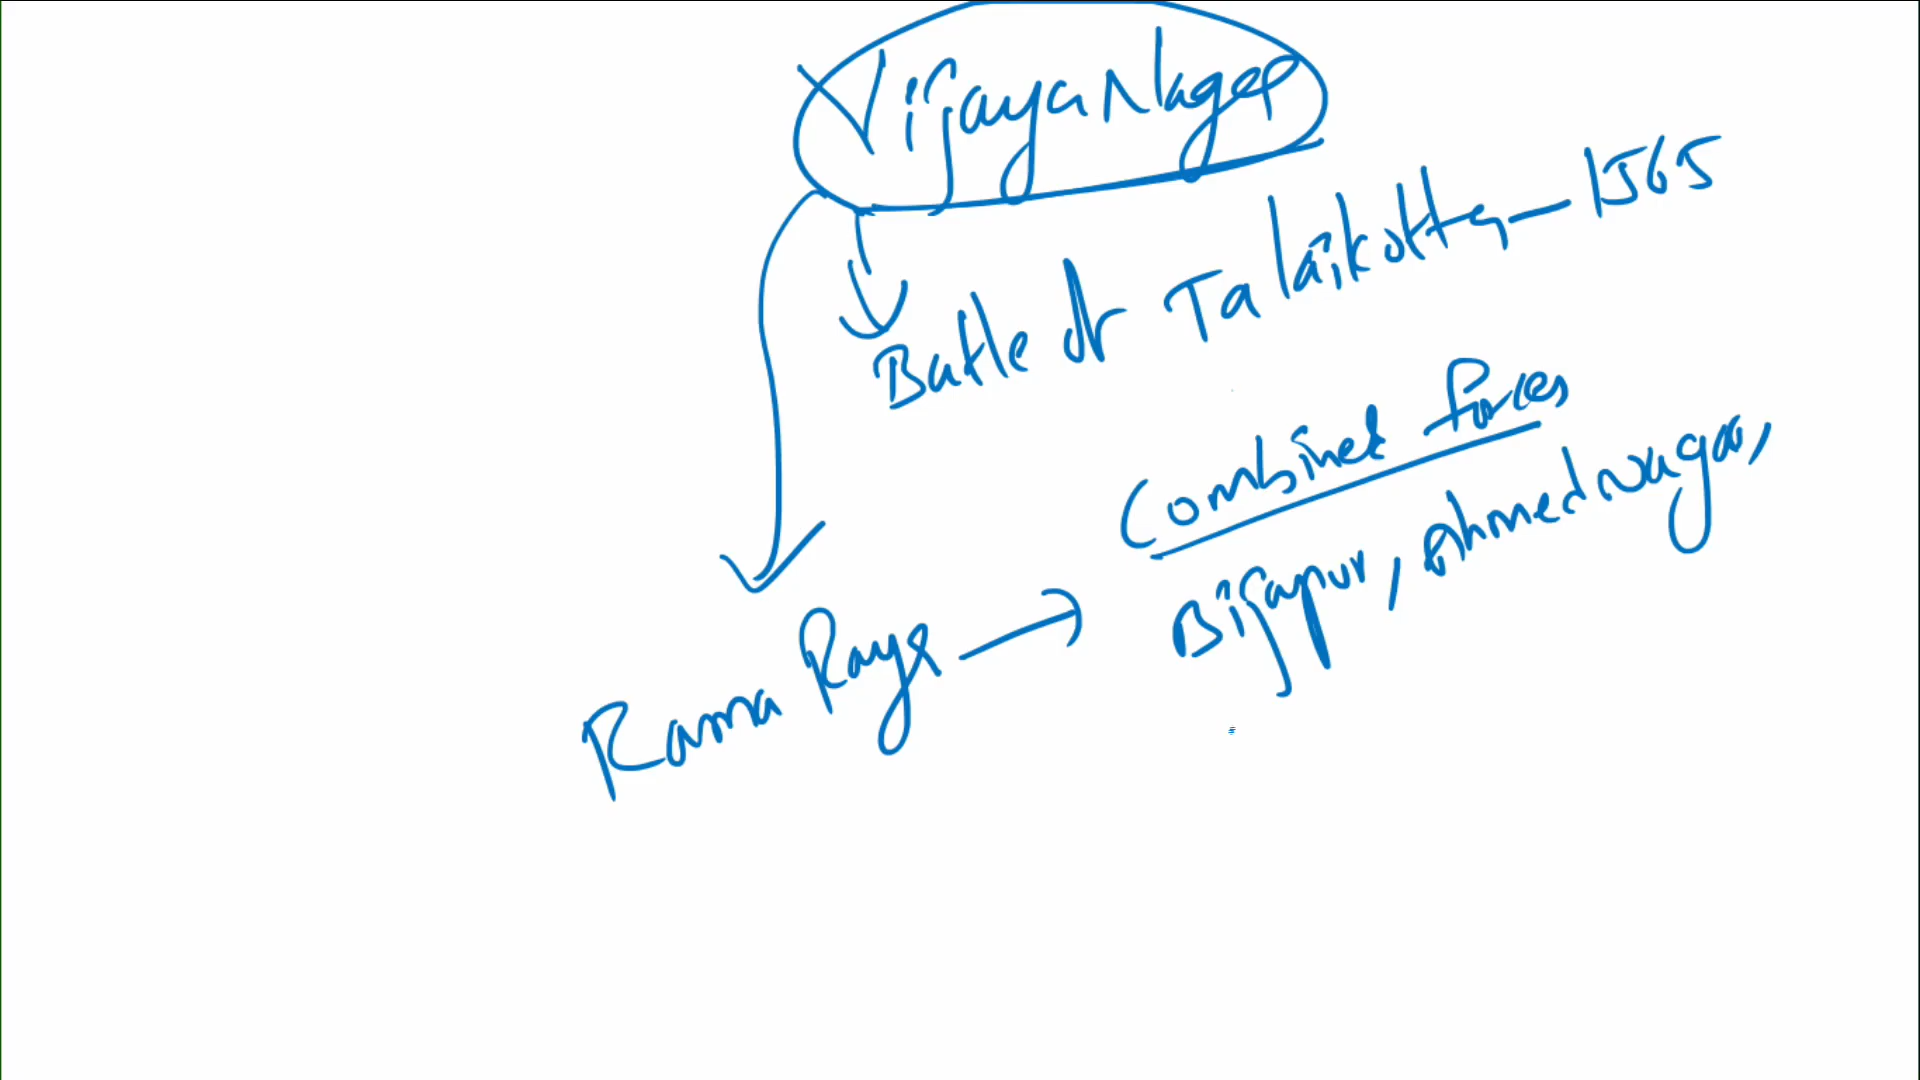 VijayaNagar
Battle of Talaikotta - 1565
Combined forces
Bijapur, Ahmednagar,
Rama Raya →